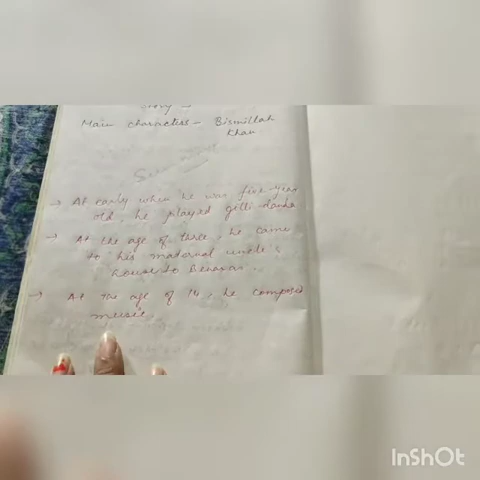 Story
Main characters - Bismillah
Khan
Summary
→ At early when he was five year
old, he played gilli-danda
→ At the age of three, he came
to his maternal uncle's
house to Benaras.
→ At the age of 14, he composed
music.
InShOt